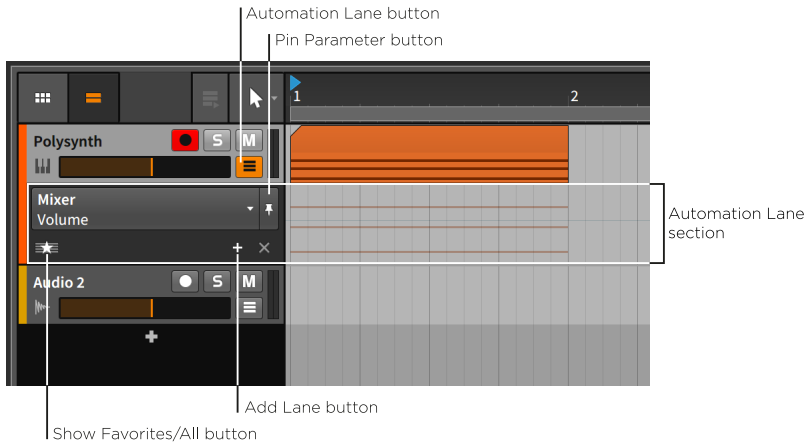 Automation Lane button
Pin Parameter button
1
2
Polysynth
S
M
Mixer
Volume
Automation Lane
section
Audio 2
S
M
Add Lane button
Show Favorites/All button